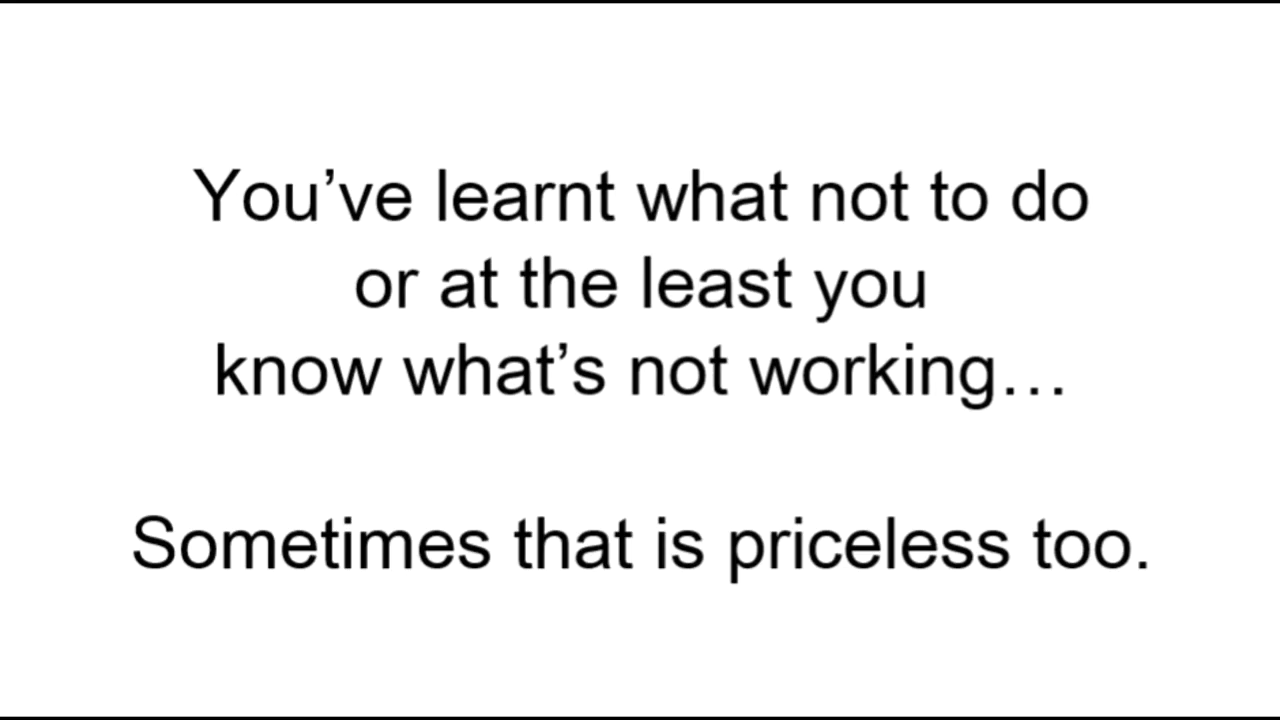 You’ve learnt what not to do
or at the least you
know what’s not working…
Sometimes that is priceless too.